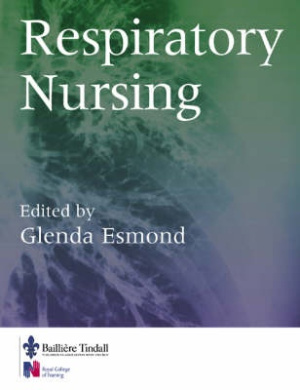 Respiratory
Nursing
Edited by
Glenda Esmond
Baillière Tindall
Royal College
of Nursing